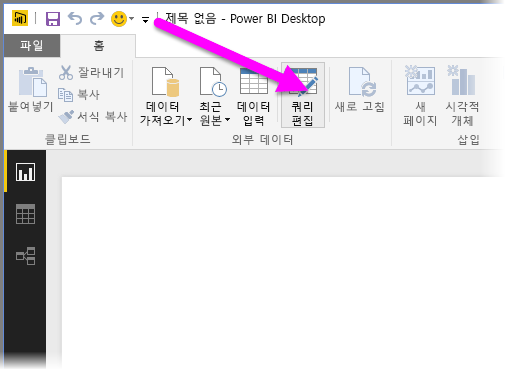 제목 없음 - Power BI Desktop
파일
홈
붙여넣기
잘라내기
복사
서식 복사
클립보드
데이터
가져오기
최근
원본
데이터
입력
쿼리
편집
새로 고침
외부 데이터
새
페이지
시각적
개체
삽입